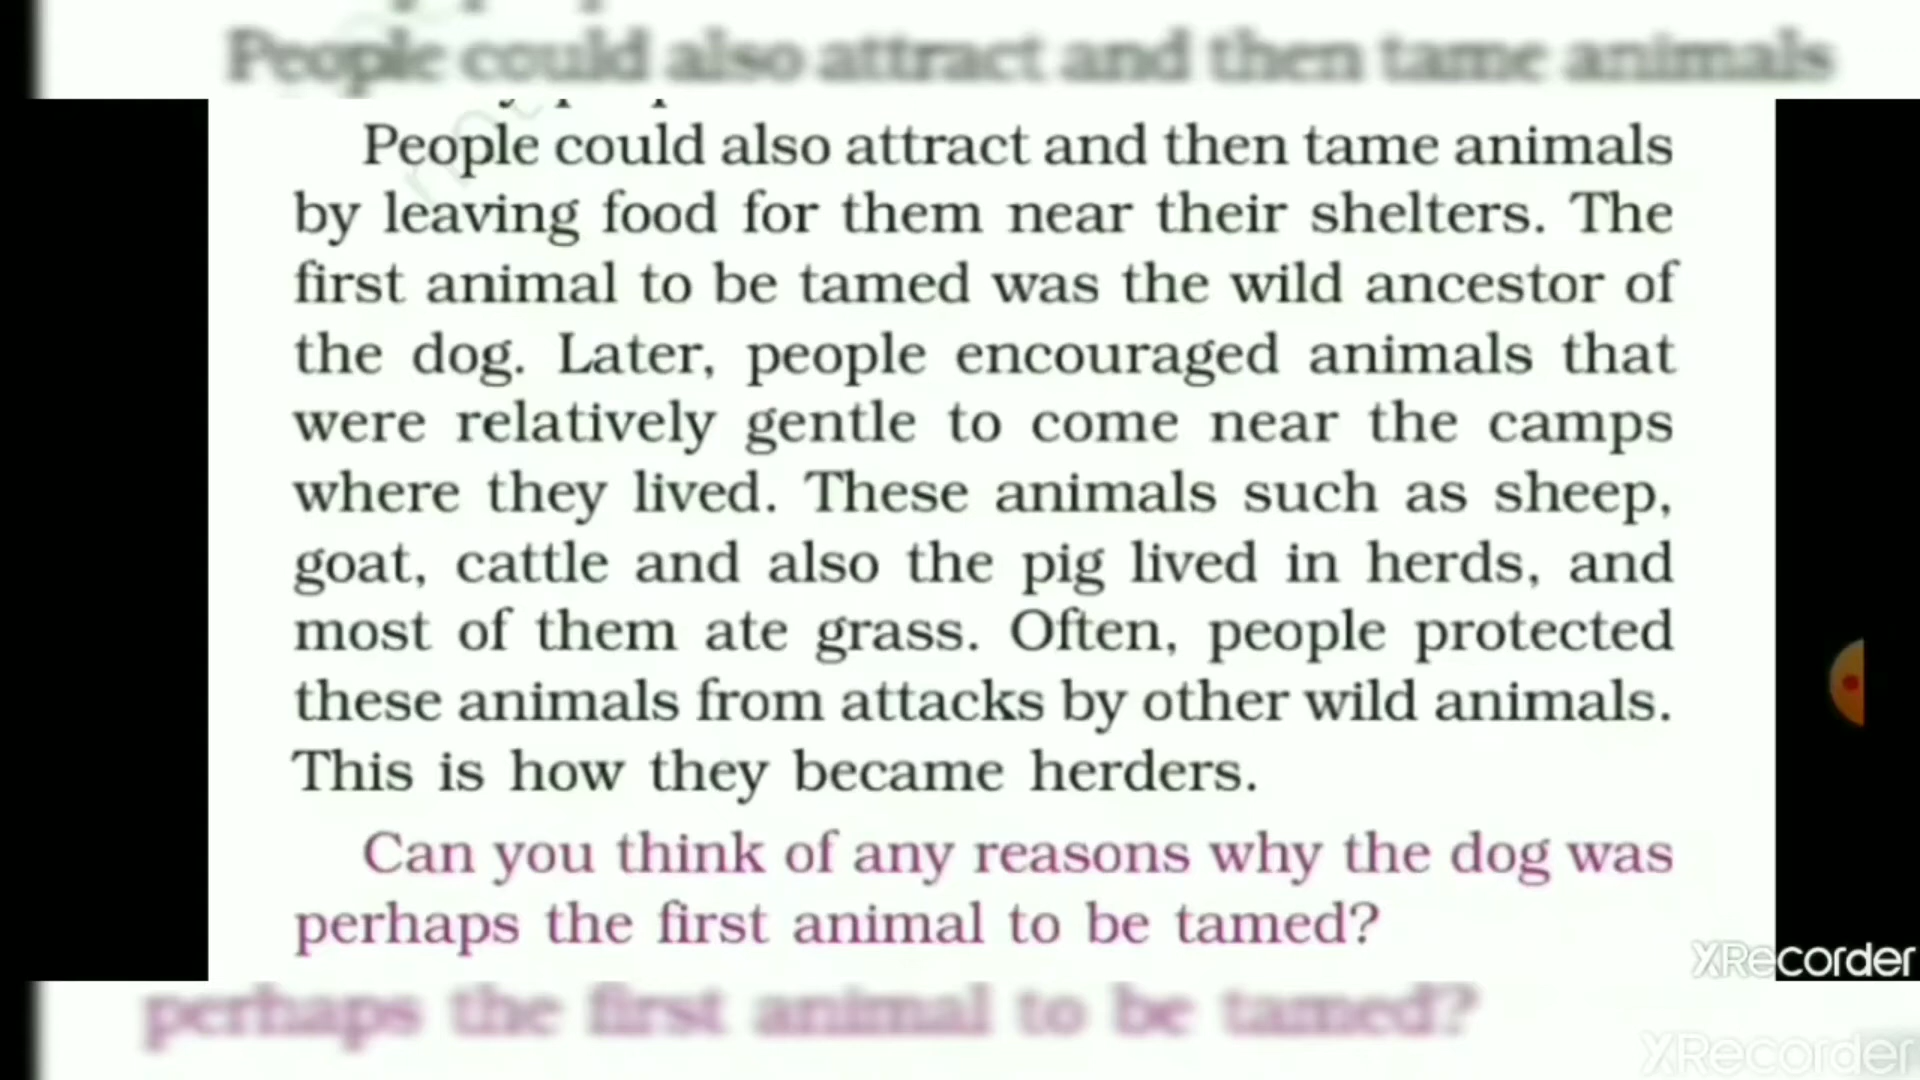 People could also attract and then tame animals
People could also attract and then tame animals
by leaving food for them near their shelters. The
first animal to be tamed was the wild ancestor of
the dog. Later, people encouraged animals that
were relatively gentle to come near the camps
where they lived. These animals such as sheep,
goat, cattle and also the pig lived in herds, and
most of them ate grass. Often, people protected
these animals from attacks by other wild animals.
This is how they became herders.
Can you think of any reasons why the dog was
perhaps the first animal to be tamed?
XRecorder
perhaps the first animal to be tamed?
XRecorder